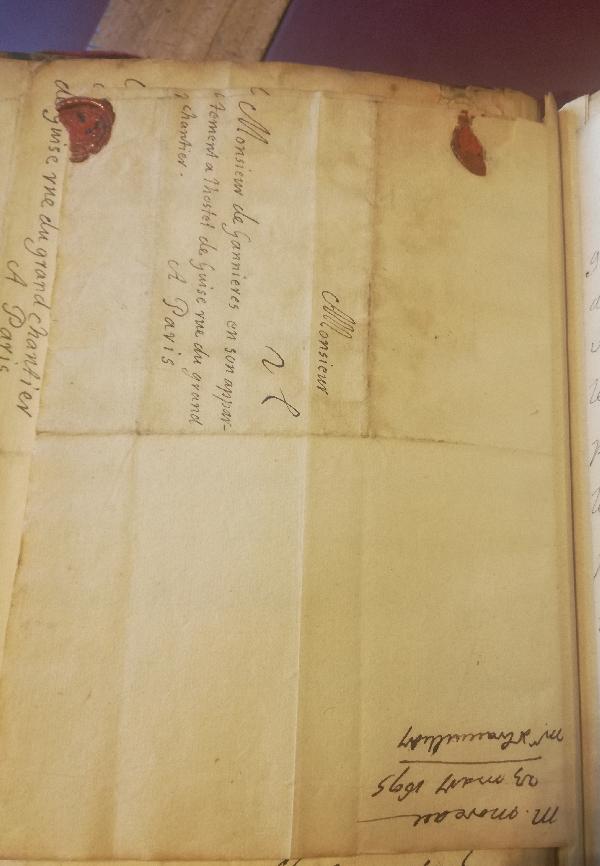 Monsieur
Monsieur de Gannieres en son appar-
tement a l'hostel de Guise rue du grand
chantier.
A Paris
de guise rue du grand chantier
A Paris
M. Moreau
23 mars 1695